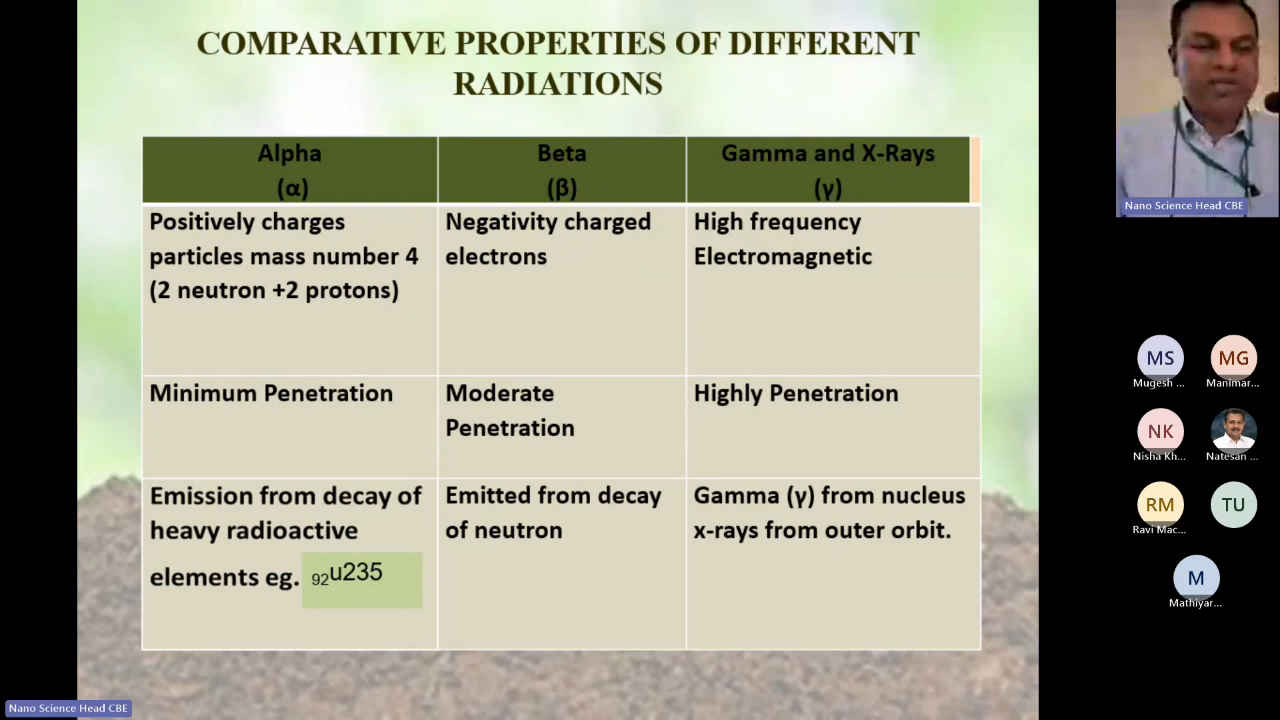 COMPARATIVE PROPERTIES OF DIFFERENT
RADIATIONS
Alpha
(α)
Beta
(β)
Gamma and X-Rays
(γ)
Positively charges
particles mass number 4
(2 neutron +2 protons)
Negativity charged
electrons
High frequency
Electromagnetic
Minimum Penetration
Moderate
Penetration
Highly Penetration
Emission from decay of
heavy radioactive
elements eg. 92u235
Emitted from decay
of neutron
Gamma (γ) from nucleus
x-rays from outer orbit.
Nano Science Head CBE
Nano Science Head CBE
MS
Mugesh ...
MG
Manimar...
NK
Nisha Kh...
Natesan ...
RM
Ravi Mac...
TU
M
Mathiyar...